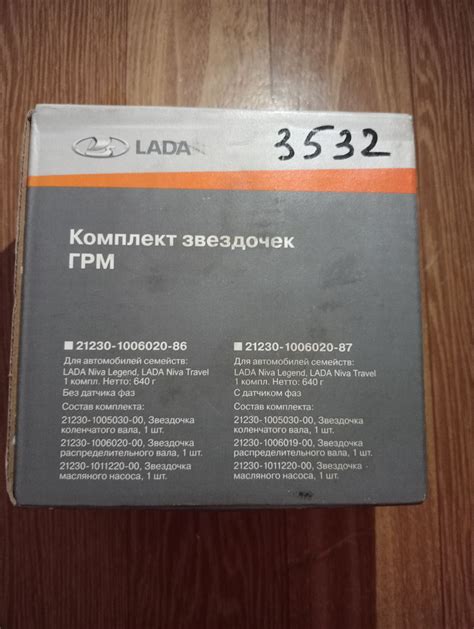 LADA
3532
Комплект звездочек
ГРМ
21230-1006020-86
Для автомобилей семейств:
LADA Niva Legend, LADA Niva Travel
1 компл. Нетто: 640 г
Без датчика фаз
Состав комплекта:
21230-1005030-00, Звездочка
коленчатого вала, 1 шт.
21230-1006020-00, Звездочка
распределительного вала, 1 шт.
21230-1011220-00, Звездочка
масляного насоса, 1 шт.
21230-1006020-87
Для автомобилей семейств:
LADA Niva Legend, LADA Niva Travel
1 компл. Нетто: 640 г
С датчиком фаз
Состав комплекта:
21230-1005030-00, Звездочка
коленчатого вала, 1 шт.
21230-1006019-00, Звездочка
распределительного вала, 1 шт.
21230-1011220-00, Звездочка
масляного насоса, 1 шт.